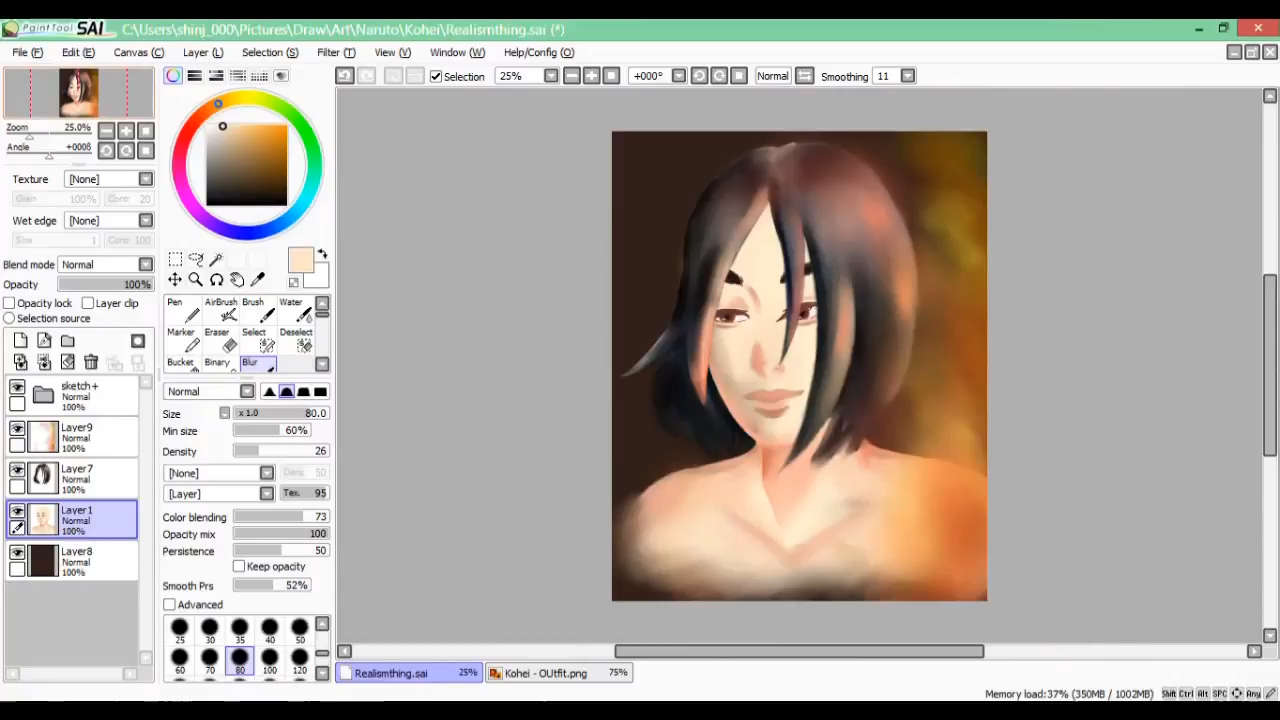 PaintTool SAI C:\Users\shinj_000\Pictures\Draw\Art\Naruto\Kohei\Realismthing.sai (*)
File (F) Edit (E) Canvas (C) Layer (L) Selection (S) Filter (T) View (V) Window (W) Help/Config (O)
Selection 25% +000° Normal Smoothing 11
Zoom 25.0%
Angle +000ß
Texture [None]
Grain 100% Contr 20
Wet edge [None]
Size 1 Contr 100
Blend mode Normal
Opacity 100%
Opacity lock Layer clip
Selection source
sketch+
Normal
100%
Layer9
Normal
100%
Layer7
Normal
100%
Layer1
Normal
100%
Layer8
Normal
100%
Pen AirBrush Brush Water
Marker Eraser Select Deselect
Bucket Binary Blur
Normal
Size x 1.0 80.0
Min size 60%
Density 26
[None] 50
[Layer] Tex. 95
Color blending 73
Opacity mix 100
Persistence 50
Keep opacity
Smooth Prs 52%
Advanced
25 30 35 40 50
60 70 80 100 120
Realismthing.sai 25% Kohei - OUtfit.png 75%
Memory load:37% (350MB / 1002MB) Shift Ctrl Alt SPC Any